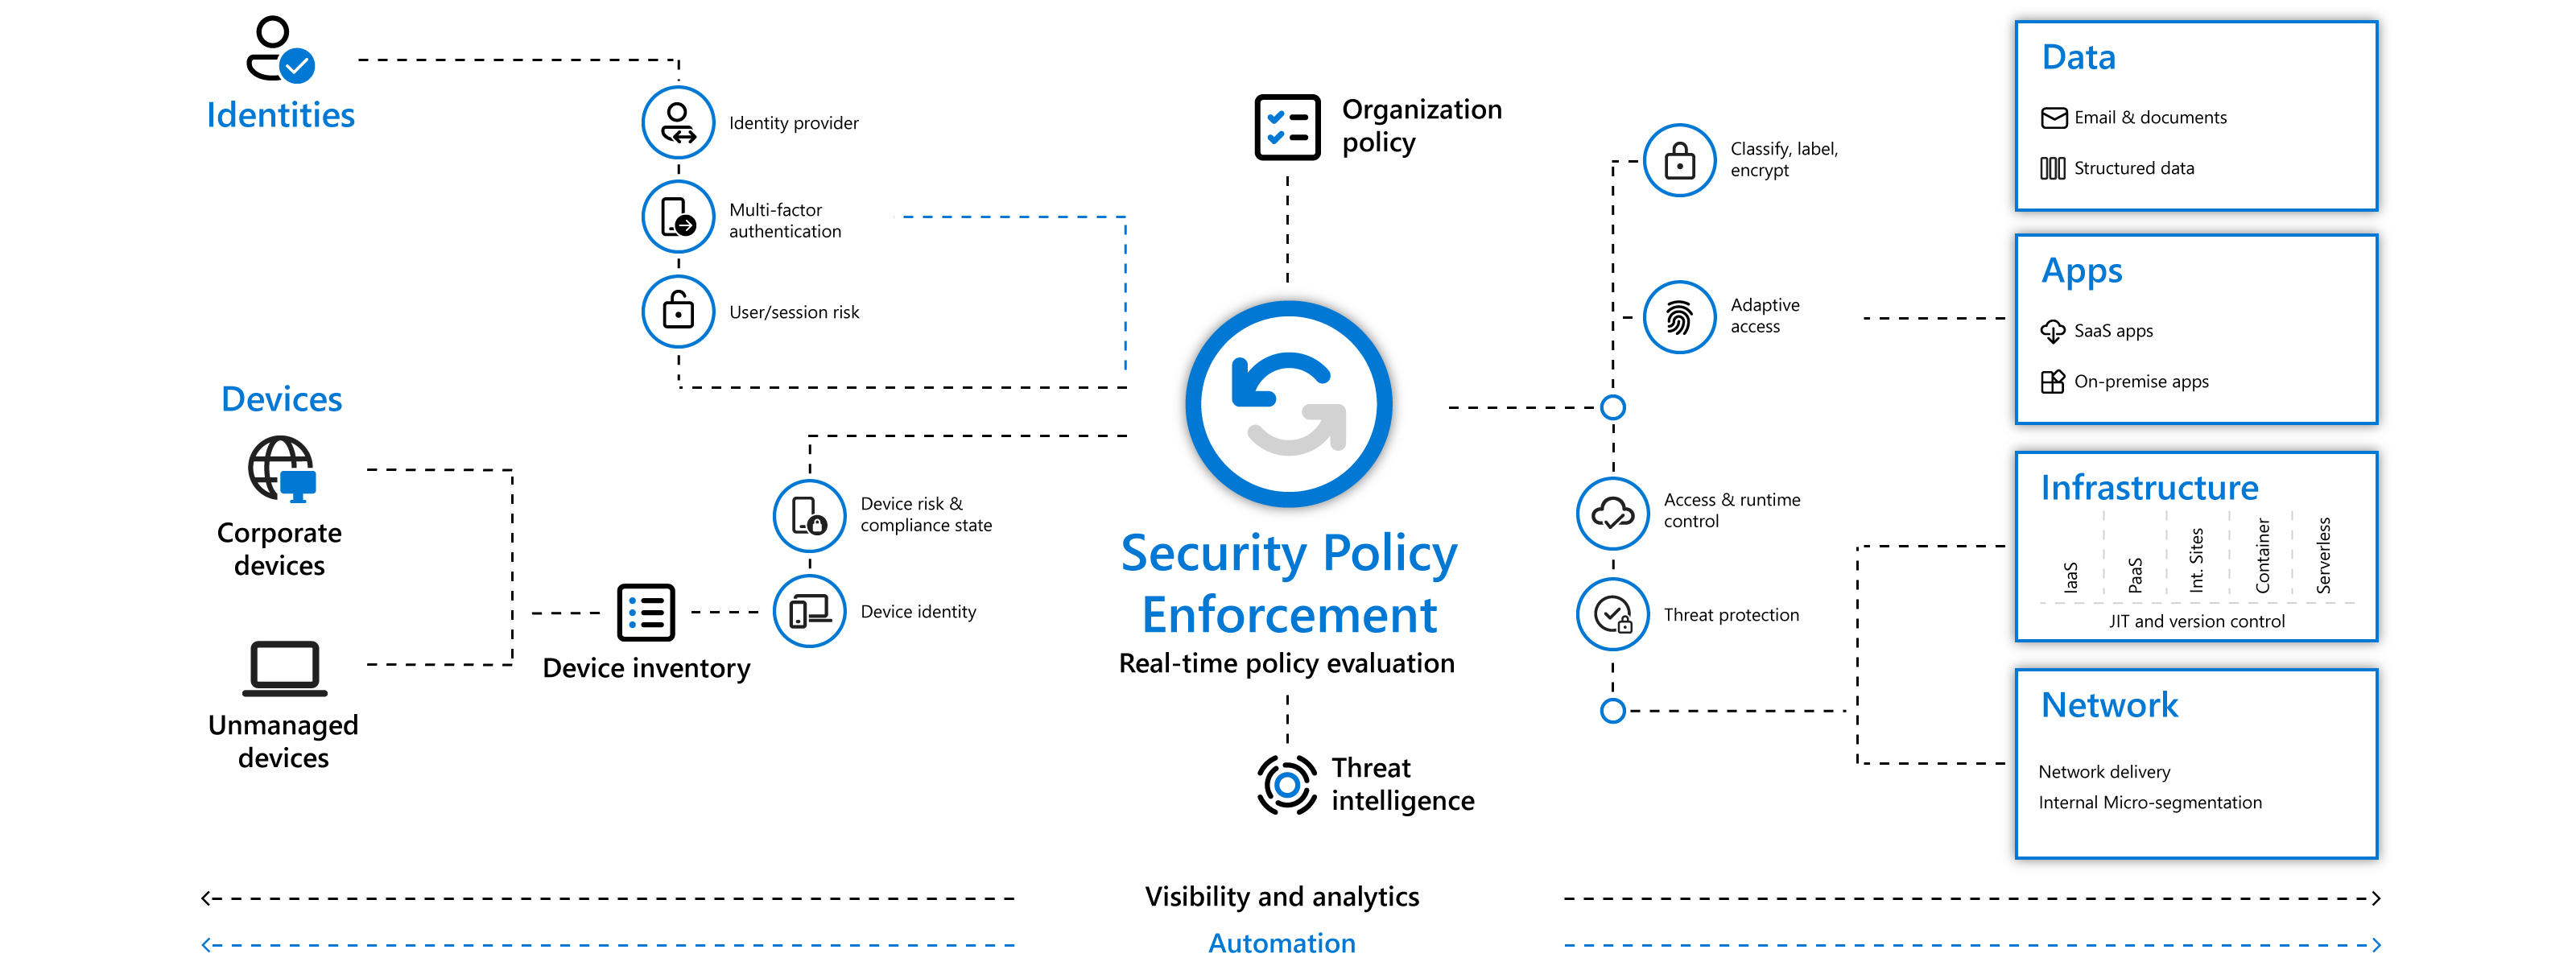 Identities
Identity provider
Multi-factor
authentication
User/session risk
Devices
Corporate
devices
Unmanaged
devices
Device inventory
Device risk &
compliance state
Device identity
Organization
policy
Security Policy
Enforcement
Real-time policy evaluation
Threat
intelligence
Classify, label,
encrypt
Adaptive
access
Access & runtime
control
Threat protection
Data
Email & documents
Structured data
Apps
SaaS apps
On-premise apps
Infrastructure
IaaS
PaaS
Int. Sites
Container
Serverless
JIT and version control
Network
Network delivery
Internal Micro-segmentation
Visibility and analytics
Automation